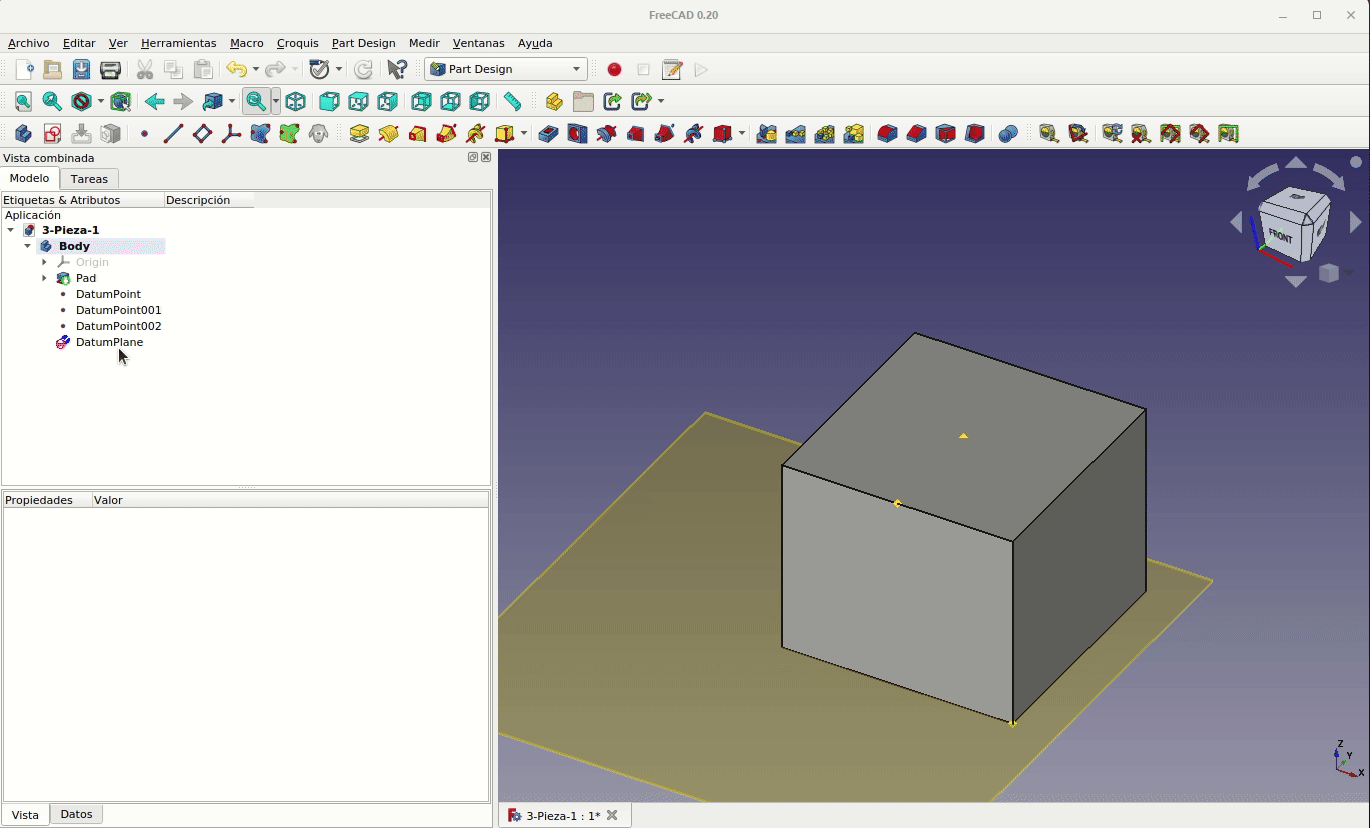 FreeCAD 0.20
Archivo Editar Ver Herramientas Macro Croquis Part Design Medir Ventanas Ayuda
Part Design
Vista combinada
Modelo Tareas
Etiquetas & Atributos Descripción
Aplicación
3-Pieza-1
Body
Origin
Pad
DatumPoint
DatumPoint001
DatumPoint002
DatumPlane
Propiedades Valor
Vista Datos
FRONT
Z
Y
X
3-Pieza-1 : 1*